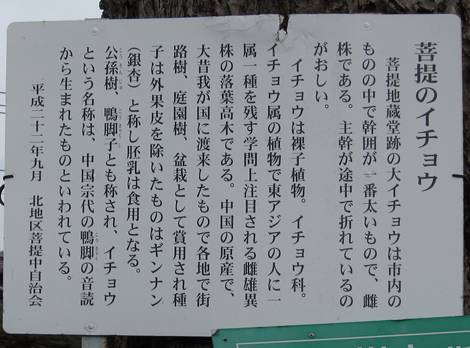 菩提のイチョウ
菩提地蔵堂跡の大イチョウは市内の
ものの中で幹囲が一番太いもので、雌
株である。主幹が途中で折れているの
がおしい。
イチョウは裸子植物。イチョウ科。
イチョウ属の植物で東アジアの人に一
属一種を残す学問上注目される雌雄異
株の落葉高木である。中国の原産で、
大昔我が国に渡来したもので各地で街
路樹、庭園樹、盆栽として賞用され種
子は外果皮を除いたものはギンナン
(銀杏)と称し胚乳は食用となる。
公孫樹、鴨脚子とも称され、イチョウ
という名称は、中国宗代の鴨脚の音読
から生まれたものといわれている。
平成二十二年九月 北地区菩提中自治会